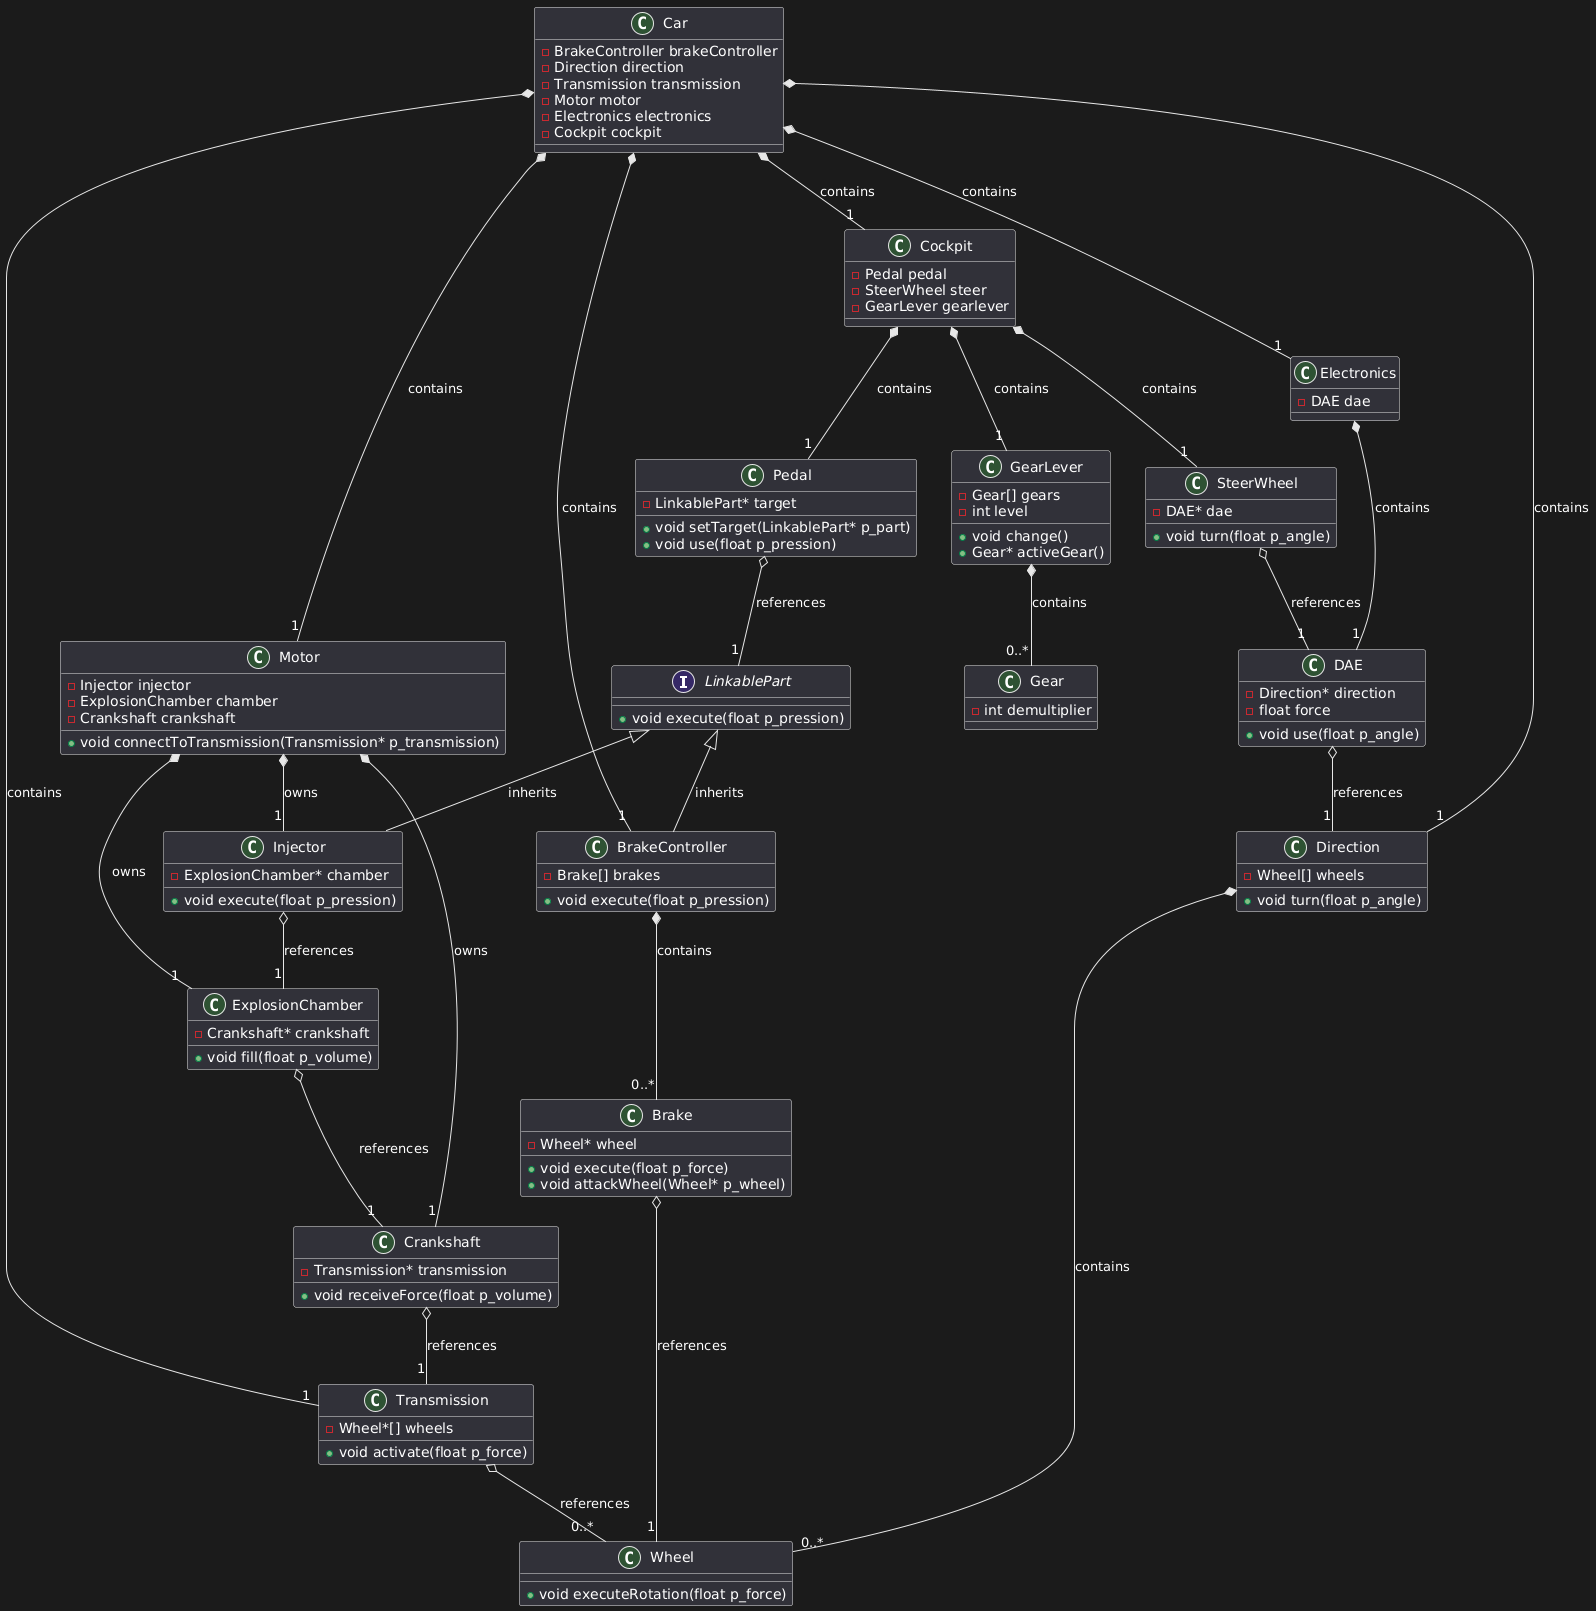 C Car
BrakeController brakeController
Direction direction
Transmission transmission
Motor motor
Electronics electronics
Cockpit cockpit
contains
1
contains
C Cockpit
Pedal pedal
SteerWheel steer
GearLever gearlever
1
C Electronics
DAE dae
contains
contains
contains
contains
1
1
1
C Pedal
LinkablePart* target
void setTarget(LinkablePart* p_part)
void use(float p_pression)
C GearLever
Gear[] gears
int level
void change()
Gear* activeGear()
C SteerWheel
DAE* dae
void turn(float p_angle)
contains
contains
contains
references
contains
references
1
1
0..*
1
1
C Motor
Injector injector
ExplosionChamber chamber
Crankshaft crankshaft
void connectToTransmission(Transmission* p_transmission)
I LinkablePart
void execute(float p_pression)
C Gear
int demultiplier
C DAE
Direction* direction
float force
void use(float p_angle)
contains
owns
inherits
inherits
references
1
1
1
1
C Injector
ExplosionChamber* chamber
void execute(float p_pression)
C BrakeController
Brake[] brakes
void execute(float p_pression)
C Direction
Wheel[] wheels
void turn(float p_angle)
owns
references
owns
contains
1
1
C ExplosionChamber
Crankshaft* crankshaft
void fill(float p_volume)
0..*
C Brake
Wheel* wheel
void execute(float p_force)
void attackWheel(Wheel* p_wheel)
references
1
1
C Crankshaft
Transmission* transmission
void receiveForce(float p_volume)
contains
references
references
1
1
C Transmission
Wheel*[] wheels
void activate(float p_force)
references
0..*
1
0..*
C Wheel
void executeRotation(float p_force)